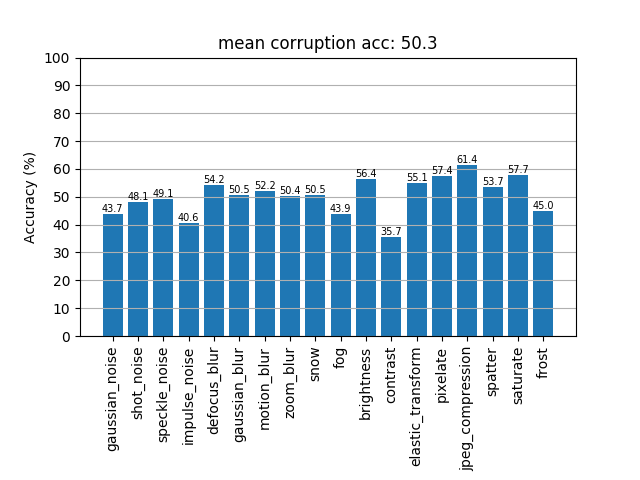 mean corruption acc: 50.3
Accuracy (%)
100
90
80
70
60
50
40
30
20
10
0
43.7
48.1
49.1
40.6
54.2
50.5
52.2
50.4
50.5
43.9
56.4
35.7
55.1
57.4
61.4
53.7
57.7
45.0
gaussian_noise
shot_noise
speckle_noise
impulse_noise
defocus_blur
gaussian_blur
motion_blur
zoom_blur
snow
fog
brightness
contrast
elastic_transform
pixelate
jpeg_compression
spatter
saturate
frost